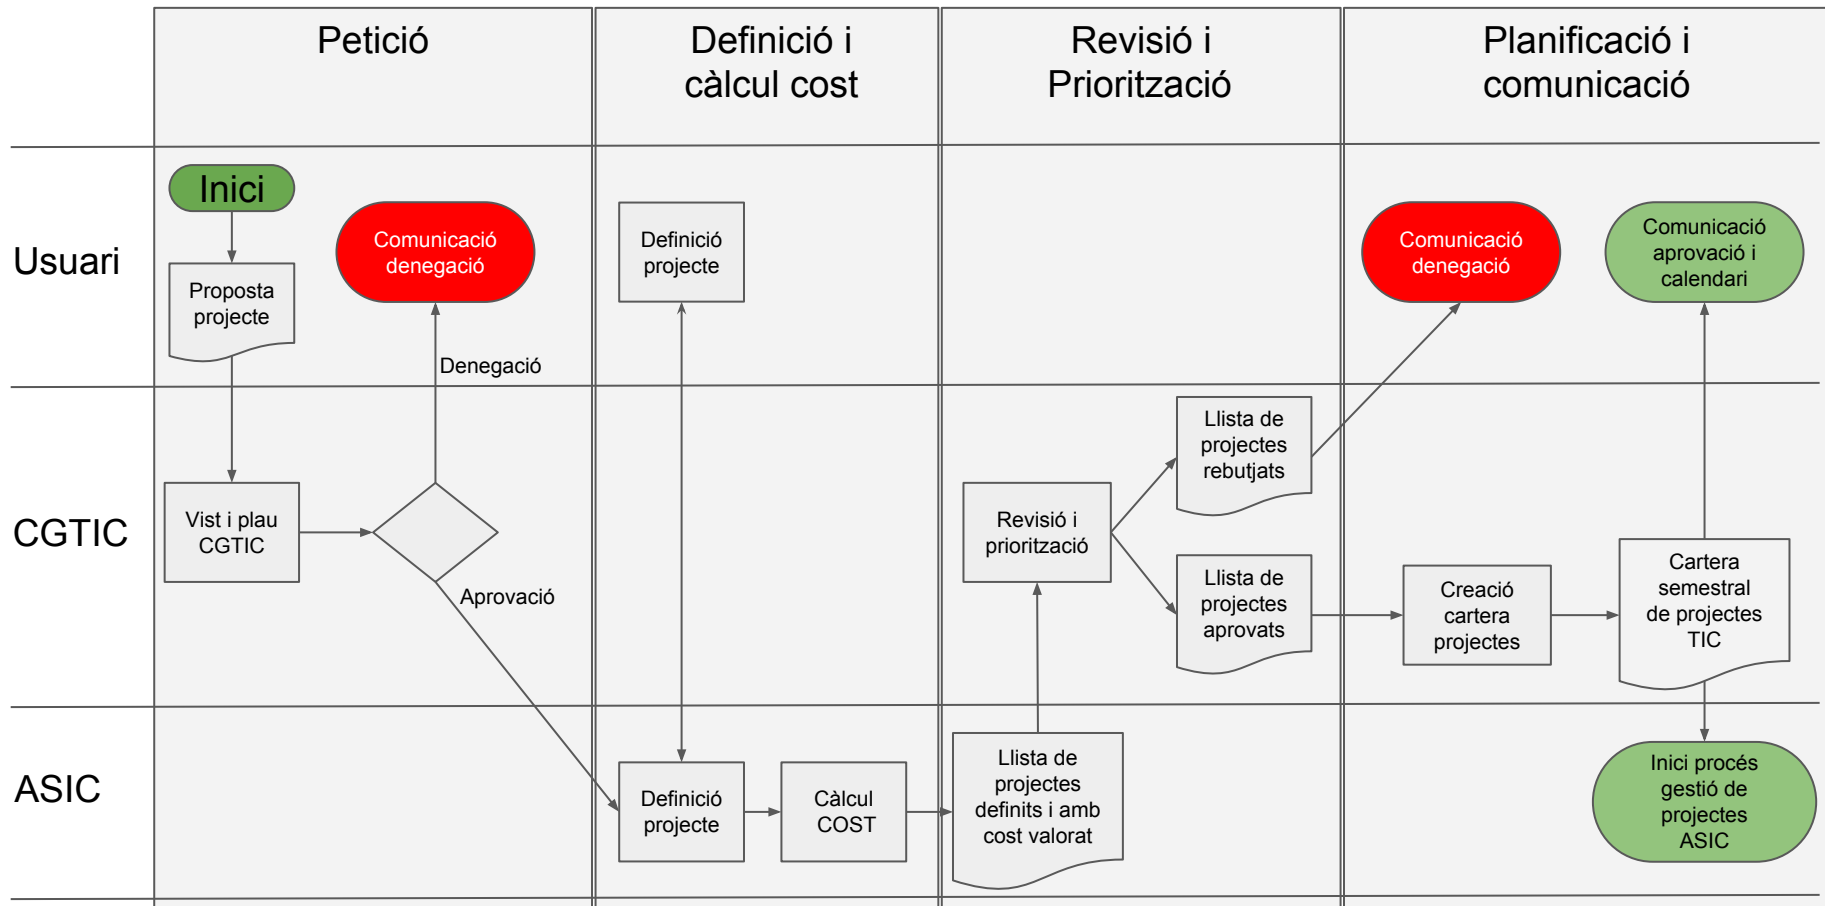 Petició
Definició i
càlcul cost
Revisió i
Priorització
Planificació i
comunicació
Usuari
Inici
Proposta
projecte
Comunicació
denegació
Denegació
Definició
projecte
Comunicació
denegació
Comunicació
aprovació i
calendari
CGTIC
Vist i plau
CGTIC
Aprovació
Revisió i
priorització
Llista de
projectes
rebutjats
Llista de
projectes
aprovats
Creació
cartera
projectes
Cartera
semestral
de projectes
TIC
ASIC
Definició
projecte
Càlcul
COST
Llista de
projectes
definits i amb
cost valorat
Inici procés
gestió de
projectes
ASIC